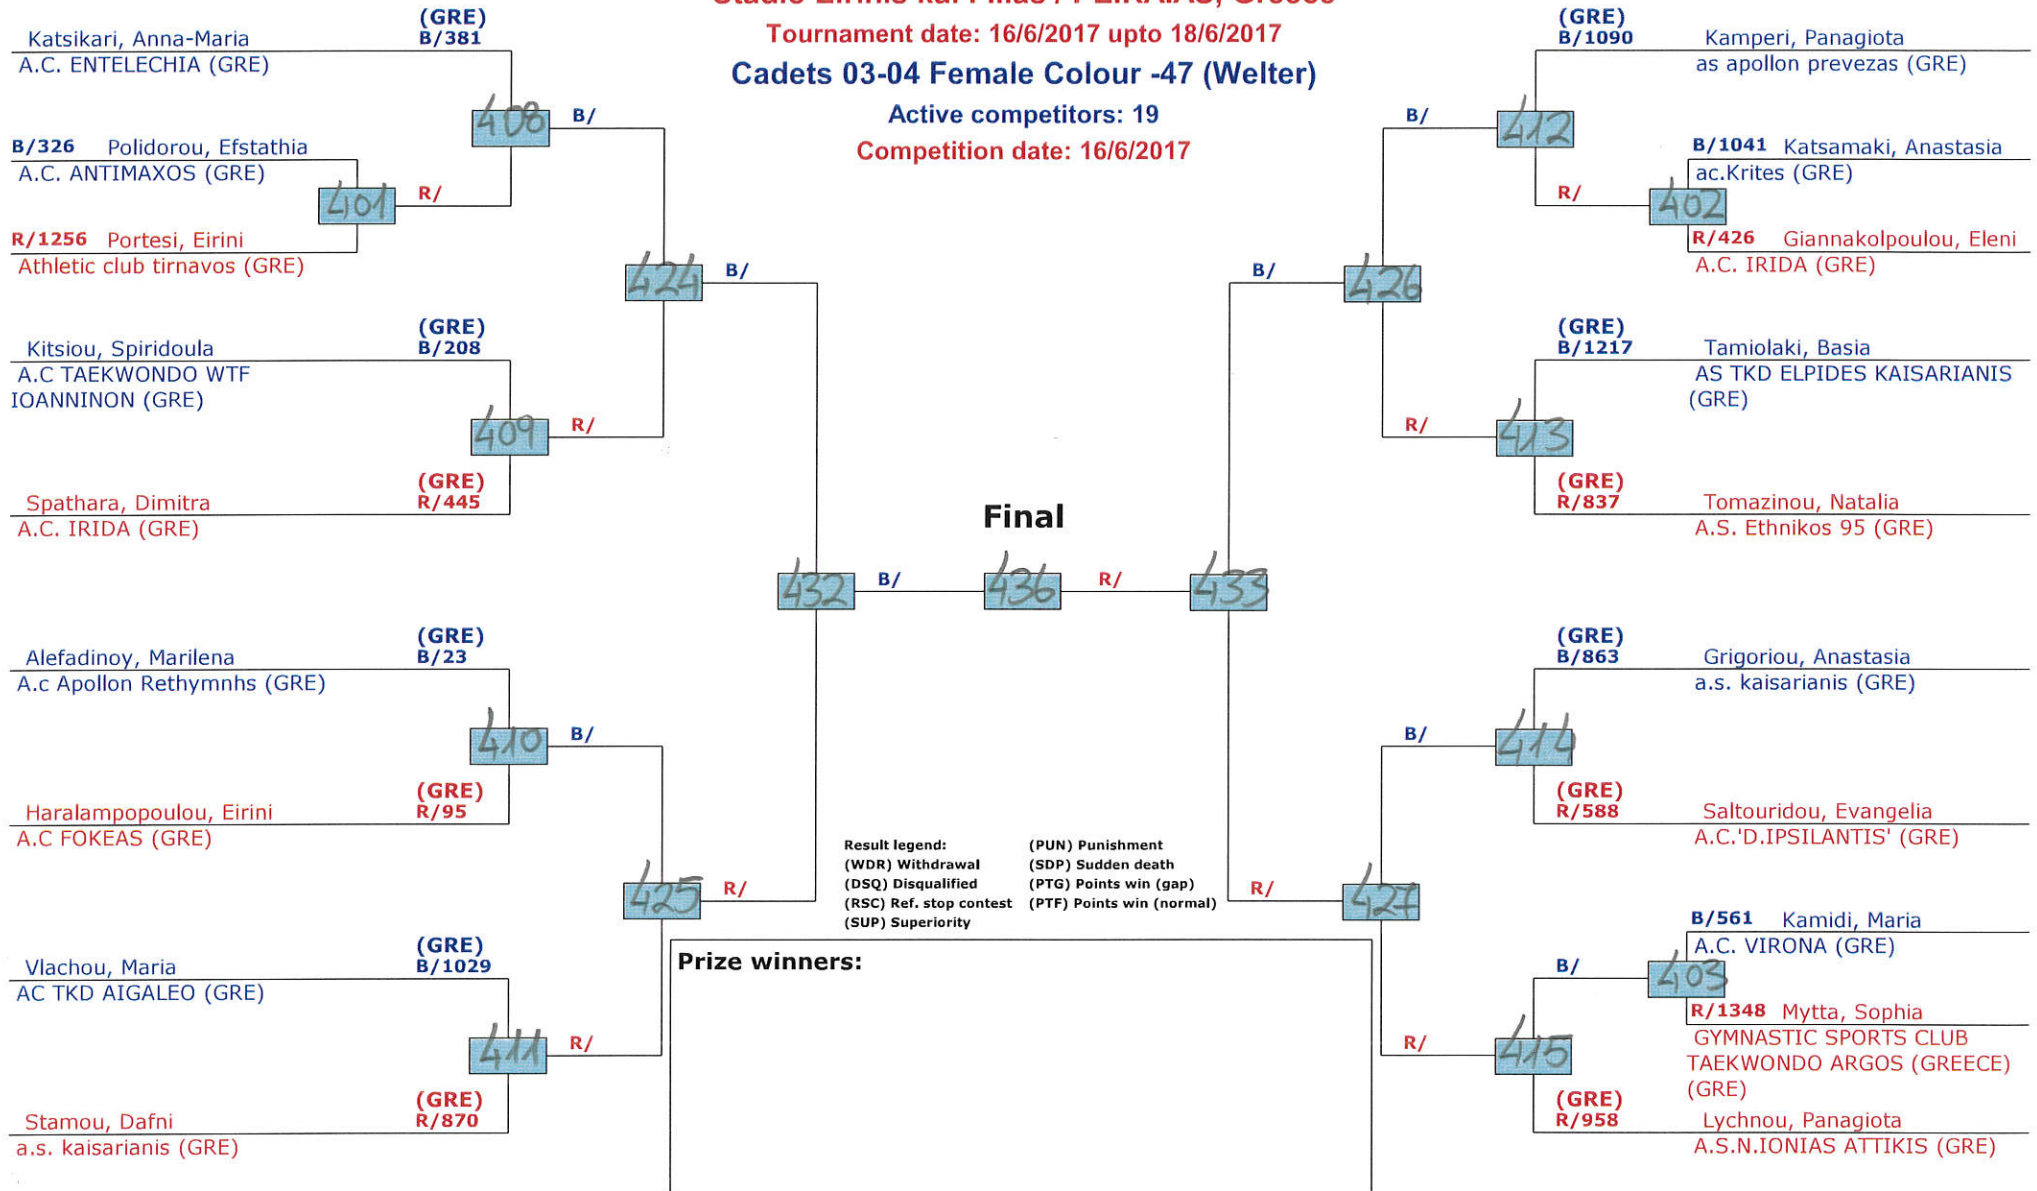 Tournament date: 16/6/2017 upto 18/6/2017
Cadets 03-04 Female Colour -47 (Welter)
Active competitors: 19
Competition date: 16/6/2017
(GRE)
Katsikari, Anna-Maria B/381
A.C. ENTELECHIA (GRE)
408
B/
B/326 Polidorou, Efstathia
A.C. ANTIMAXOS (GRE)
401
R/
R/1256 Portesi, Eirini
Athletic club tirnavos (GRE)
424
B/
(GRE)
Kitsiou, Spiridoula B/208
A.C TAEKWONDO WTF
IOANNINON (GRE)
409
R/
(GRE)
Spathara, Dimitra R/445
A.C. IRIDA (GRE)
432
B/
(GRE)
Alefadinoy, Marilena B/23
A.c Apollon Rethymnhs (GRE)
410
B/
(GRE)
Haralampopoulou, Eirini R/95
A.C FOKEAS (GRE)
425
R/
(GRE)
Vlachou, Maria B/1029
AC TKD AIGALEO (GRE)
411
R/
(GRE)
Stamou, Dafni R/870
a.s. kaisarianis (GRE)
Final
436
R/
433
(GRE)
B/1090 Kamperi, Panagiota
as apollon prevezas (GRE)
B/
412
B/1041 Katsamaki, Anastasia
ac.Krites (GRE)
R/
402
R/426 Giannakolpoulou, Eleni
A.C. IRIDA (GRE)
B/
426
(GRE)
B/1217 Tamiolaki, Basia
AS TKD ELPIDES KAISARIANIS
(GRE)
R/
413
(GRE)
R/837 Tomazinou, Natalia
A.S. Ethnikos 95 (GRE)
(GRE)
B/863 Grigoriou, Anastasia
a.s. kaisarianis (GRE)
B/
414
(GRE)
R/588 Saltouridou, Evangelia
A.C.'D.IPSILANTIS' (GRE)
R/
427
B/561 Kamidi, Maria
A.C. VIRONA (GRE)
B/
403
R/1348 Mytta, Sophia
GYMNASTIC SPORTS CLUB
TAEKWONDO ARGOS (GREECE)
(GRE)
R/
415
(GRE)
R/958 Lychnou, Panagiota
A.S.N.IONIAS ATTIKIS (GRE)
Result legend: (PUN) Punishment
(WDR) Withdrawal (SDP) Sudden death
(DSQ) Disqualified (PTG) Points win (gap)
(RSC) Ref. stop contest (PTF) Points win (normal)
(SUP) Superiority
Prize winners: